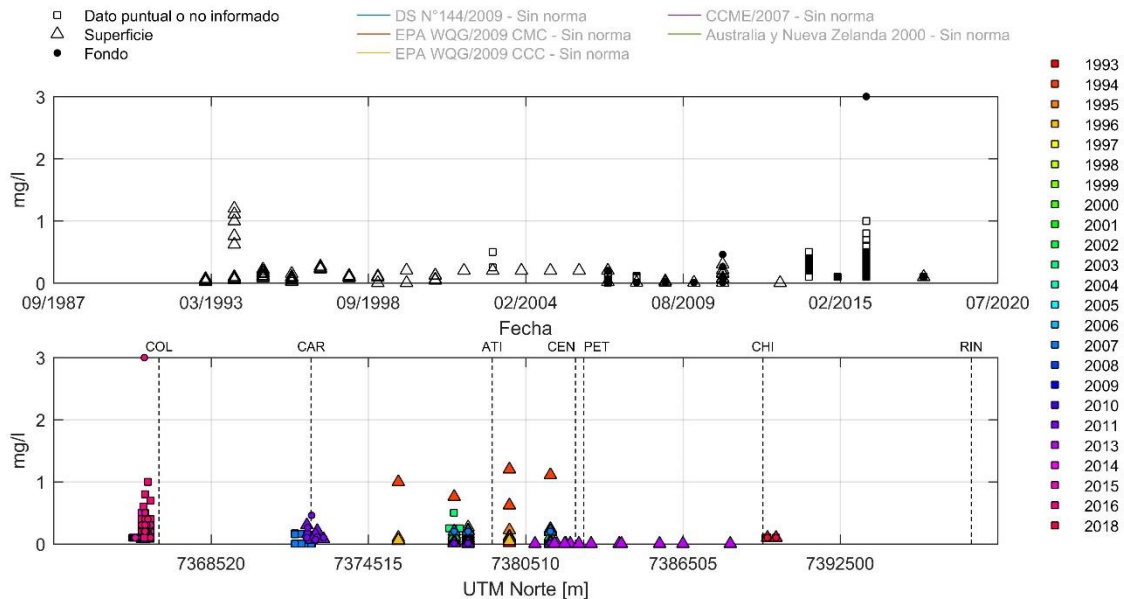 Dato puntual o no informado
Superficie
Fondo
DS N°144/2009 - Sin norma
EPA WQG/2009 CMC - Sin norma
EPA WQG/2009 CCC - Sin norma
CCME/2007 - Sin norma
Australia y Nueva Zelanda 2000 - Sin norma
3
2
1
0
mg/l
09/1987 03/1993 09/1998 02/2004 08/2009 02/2015 07/2020
Fecha
COL CAR ATI CEN PET CHI RIN
3
2
1
0
mg/l
7368520 7374515 7380510 7386505 7392500
UTM Norte [m]
1993
1994
1995
1996
1997
1998
1999
2000
2001
2002
2003
2004
2005
2006
2007
2008
2009
2010
2011
2013
2014
2015
2016
2018